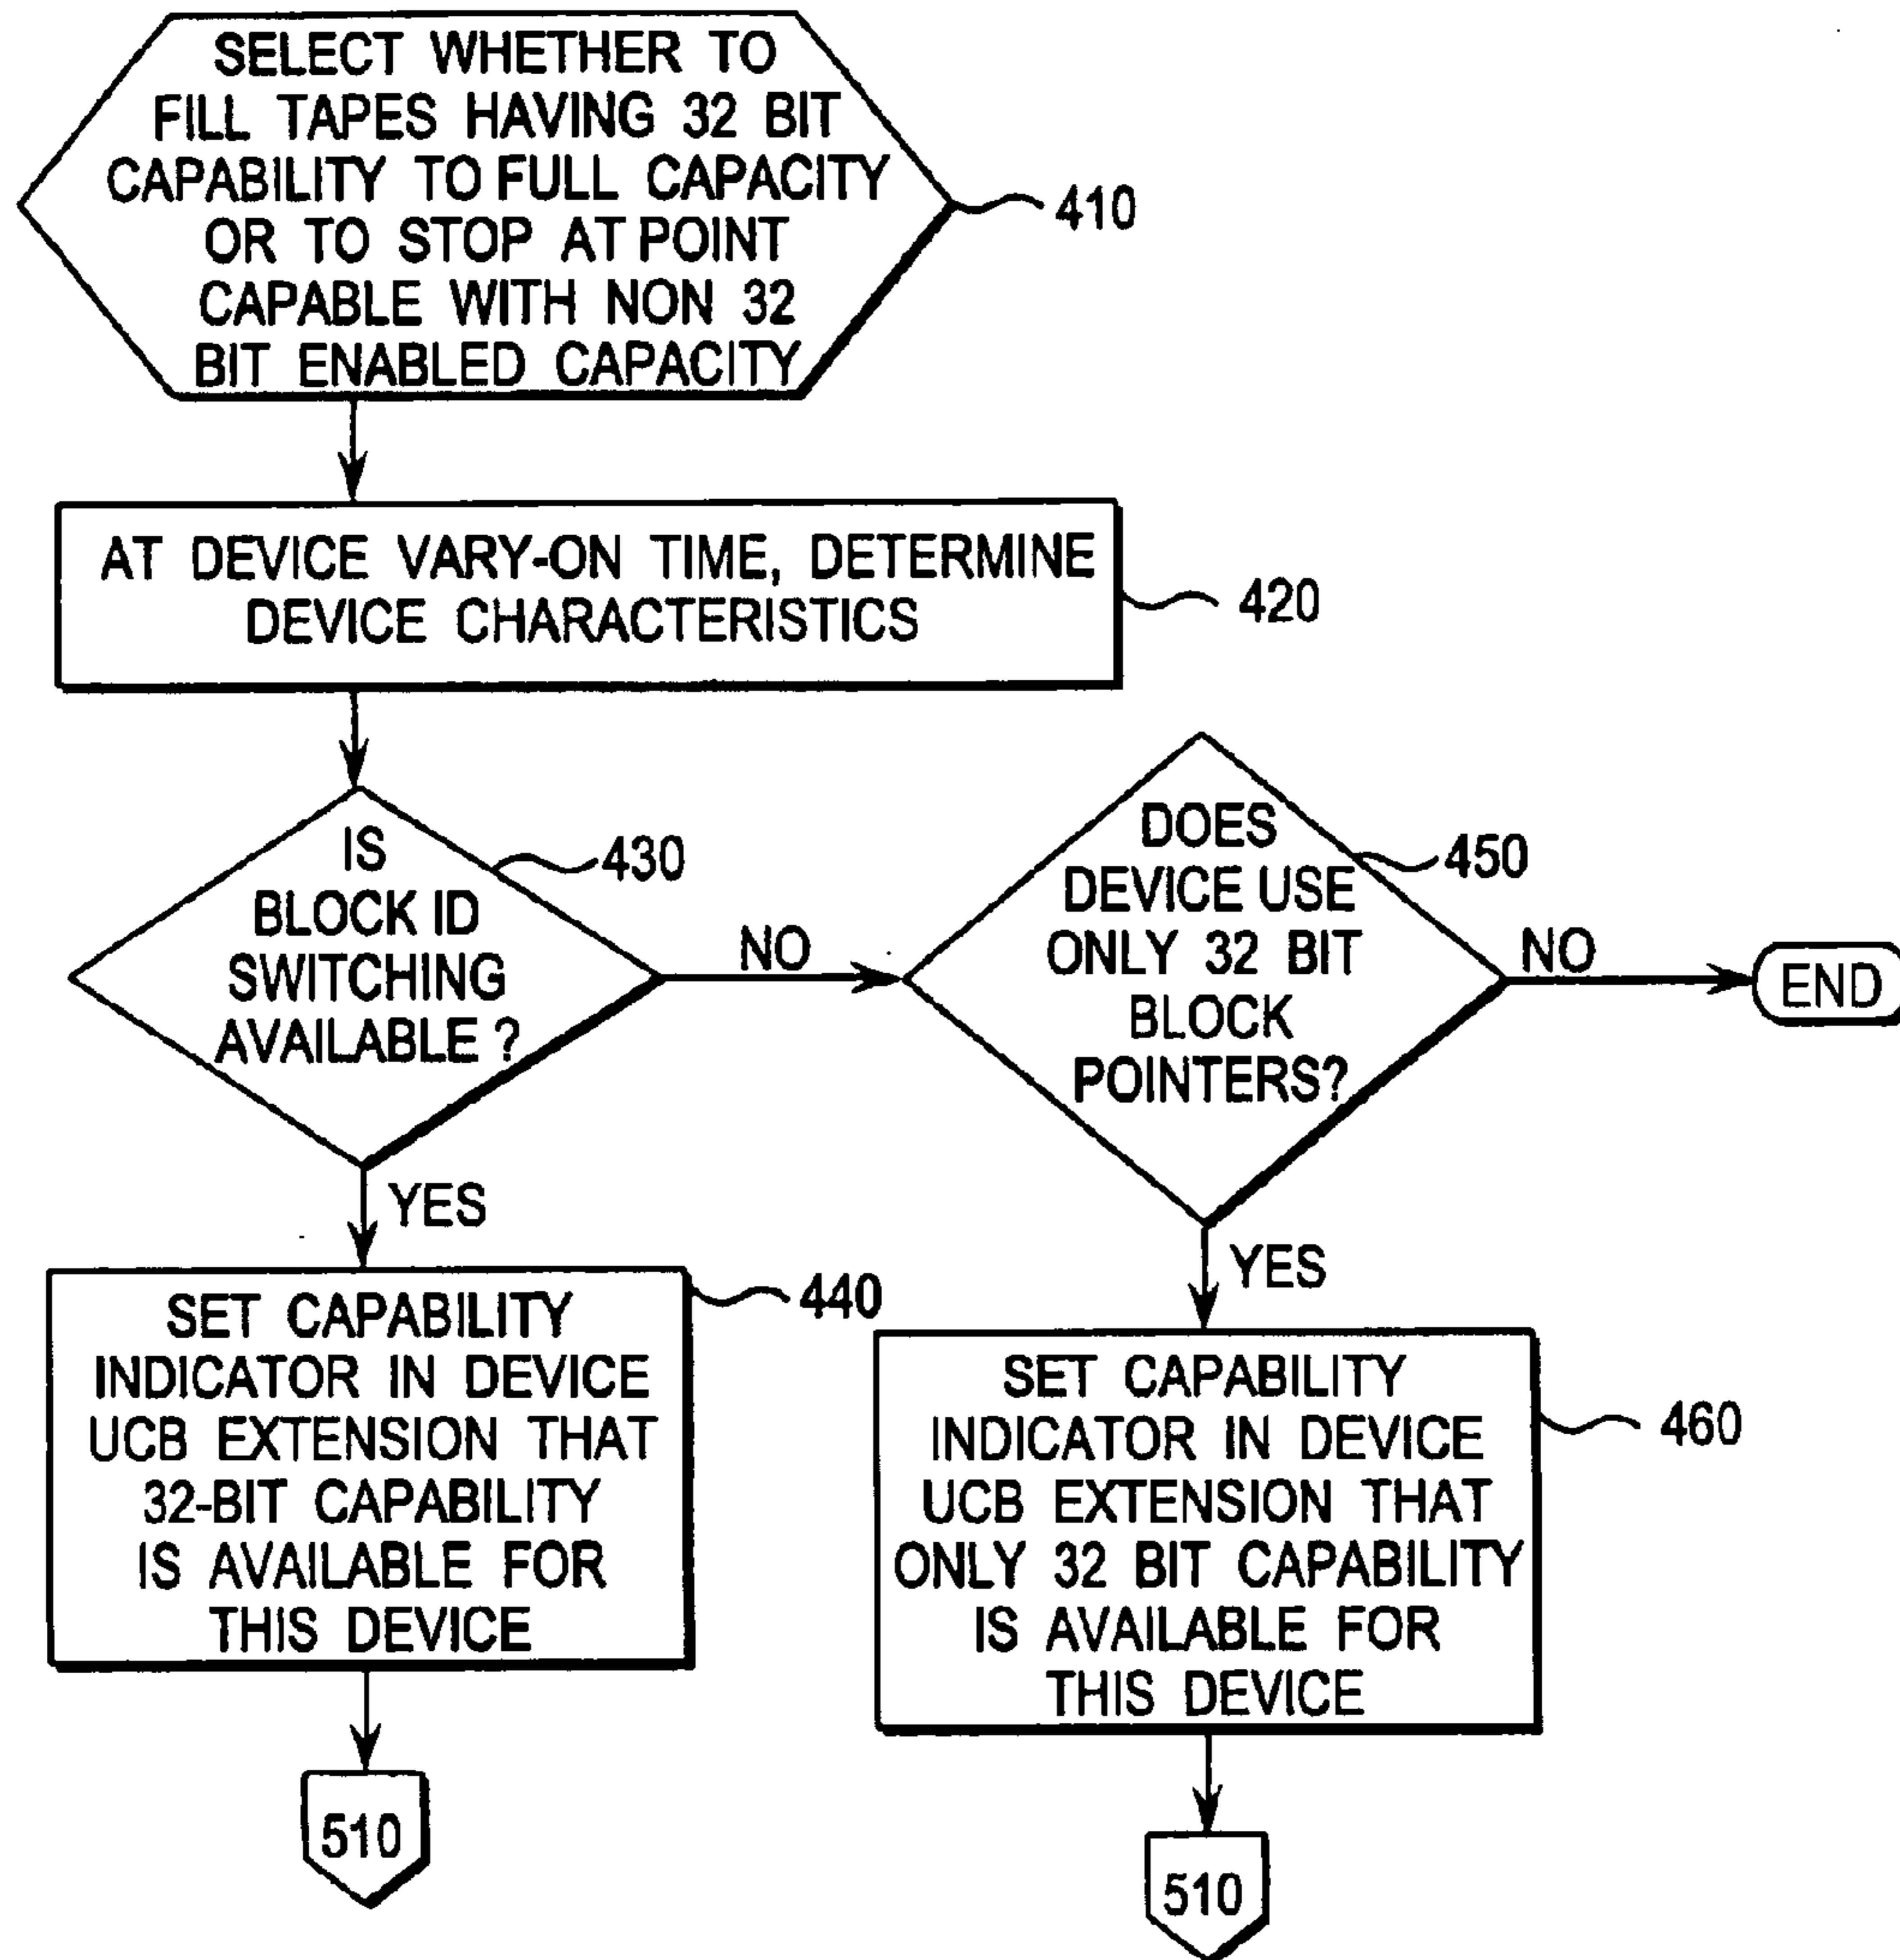 SELECT WHETHER TO
FILL TAPES HAVING 32 BIT
CAPABILITY TO FULL CAPACITY
OR TO STOP AT POINT
CAPABLE WITH NON 32
BIT ENABLED CAPACITY
410
AT DEVICE VARY-ON TIME, DETERMINE
DEVICE CHARACTERISTICS
420
IS
BLOCK ID
SWITCHING
AVAILABLE ?
430
NO
YES
DOES
DEVICE USE
ONLY 32 BIT
BLOCK
POINTERS?
450
NO
END
YES
SET CAPABILITY
INDICATOR IN DEVICE
UCB EXTENSION THAT
32-BIT CAPABILITY
IS AVAILABLE FOR
THIS DEVICE
440
SET CAPABILITY
INDICATOR IN DEVICE
UCB EXTENSION THAT
ONLY 32 BIT CAPABILITY
IS AVAILABLE FOR
THIS DEVICE
460
510
510